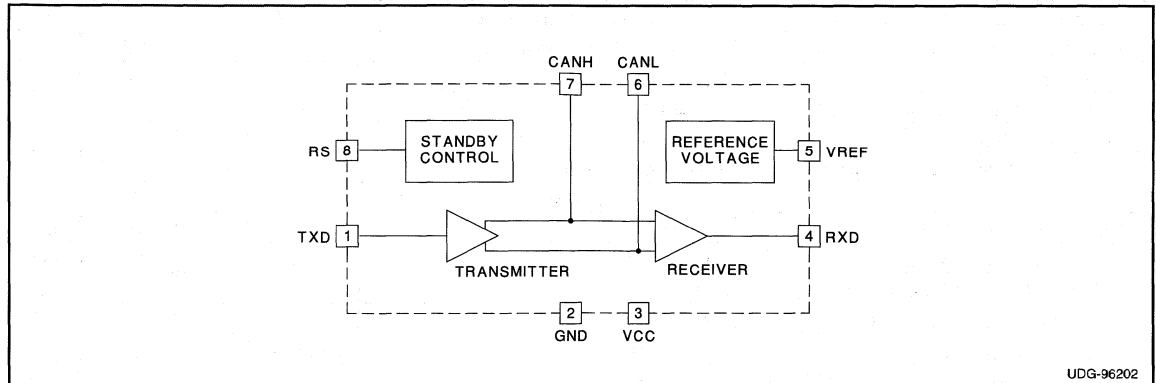 CANH CANL
7 6
RS 8
STANDBY
CONTROL
REFERENCE
VOLTAGE
5 VREF
TXD 1
4 RXD
TRANSMITTER
RECEIVER
2 3
GND VCC
UDG-96202